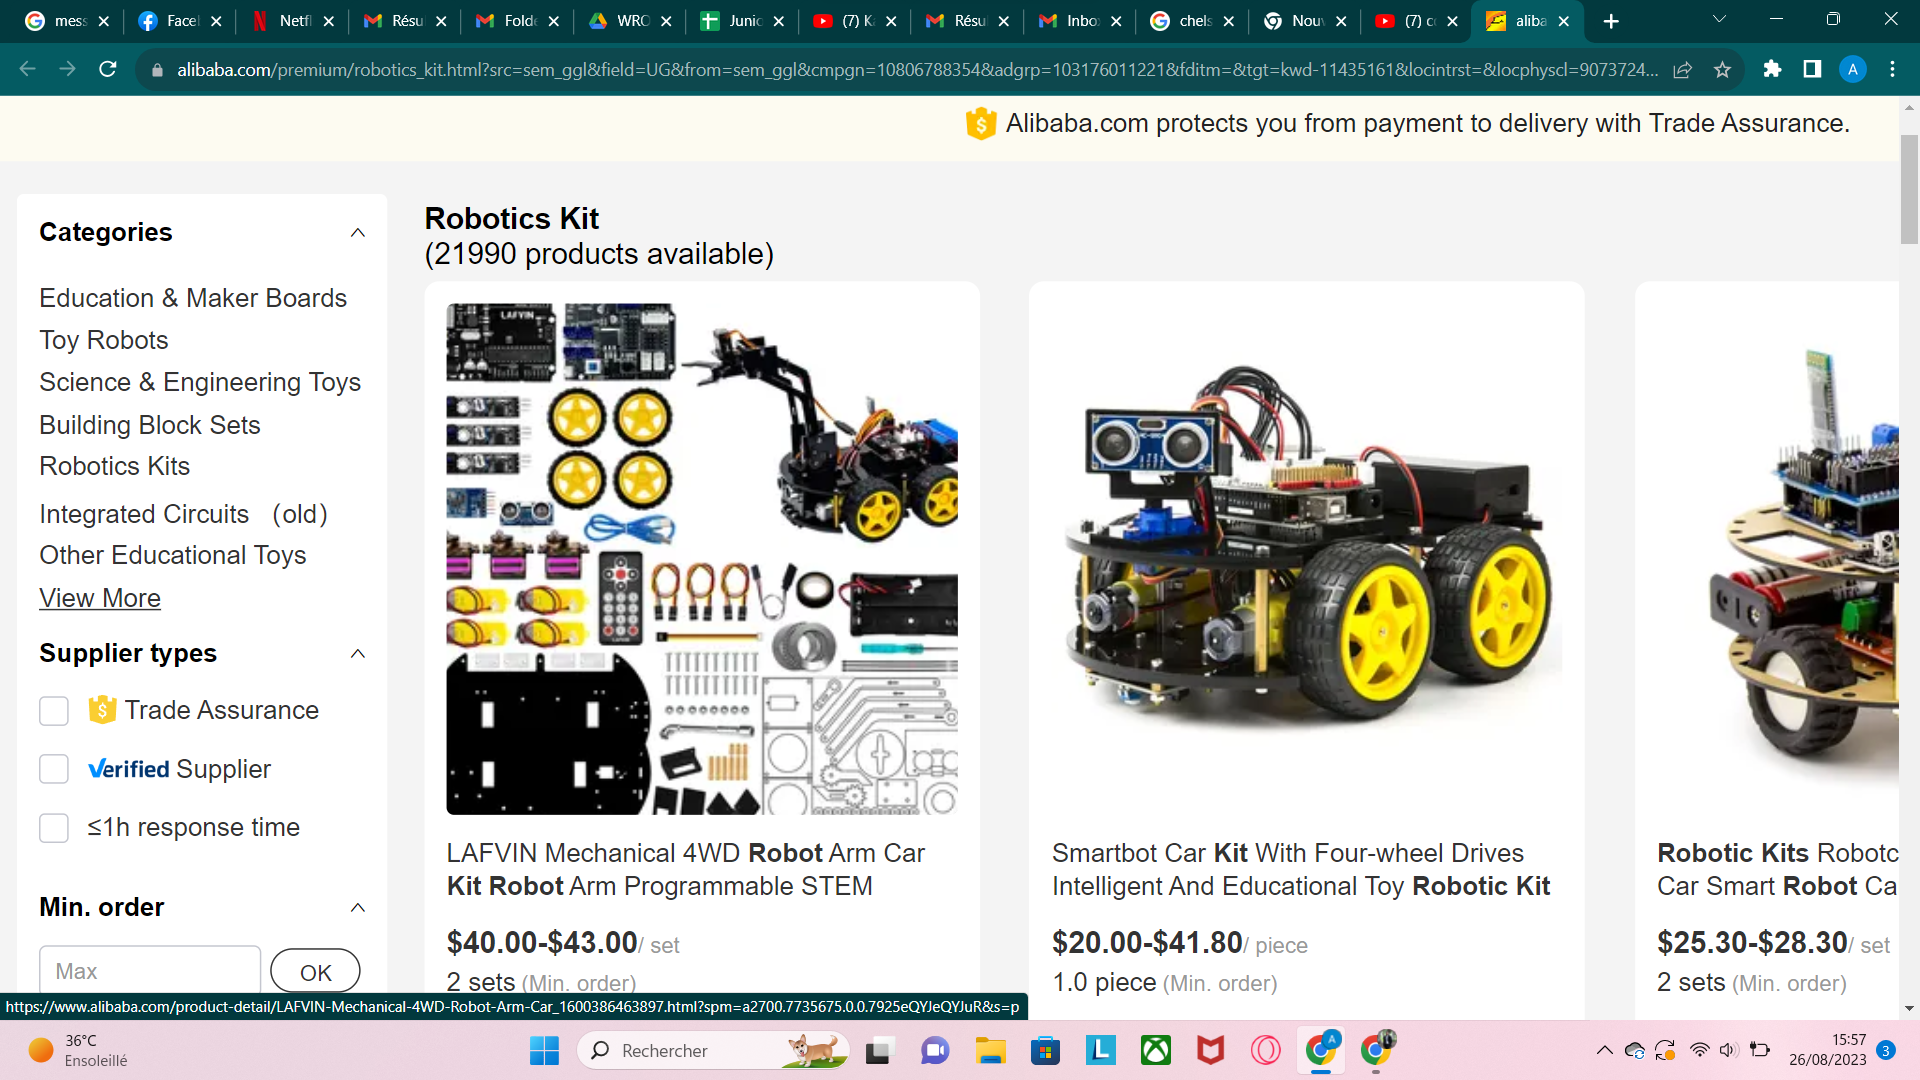 mess
Facel
Netfl
Résul
Folde
WRO
Junio
(7) Ka
Résul
Inbo
chels
Nouv
(7) co
aliba
alibaba.com/premium/robotics_kit.html?src=sem_ggl&field=UG&from=sem_ggl&cmpgn=10806788354&adgrp=103176011221&fditm=&tgt=kwd-11435161&locintrst=&locphyscl=9073724...
A
Alibaba.com protects you from payment to delivery with Trade Assurance.
Categories
Education & Maker Boards
Toy Robots
Science & Engineering Toys
Building Block Sets
Robotics Kits
Integrated Circuits （old）
Other Educational Toys
View More
Supplier types
Trade Assurance
Verified Supplier
≤1h response time
Min. order
Max
OK
Robotics Kit
(21990 products available)
LAFVIN
LAFVIN Mechanical 4WD Robot Arm Car
Kit Robot Arm Programmable STEM
$40.00-$43.00/ set
2 sets (Min. order)
Smartbot Car Kit With Four-wheel Drives
Intelligent And Educational Toy Robotic Kit
$20.00-$41.80/ piece
1.0 piece (Min. order)
Robotic Kits Robotc
Car Smart Robot Ca
$25.30-$28.30/ set
2 sets (Min. order)
https://www.alibaba.com/product-detail/LAFVIN-Mechanical-4WD-Robot-Arm-Car_1600386463897.html?spm=a2700.7735675.0.0.7925eQYJeQYJuR&s=p
36°C
Ensoleillé
Rechercher
L
A
15:57
26/08/2023
3